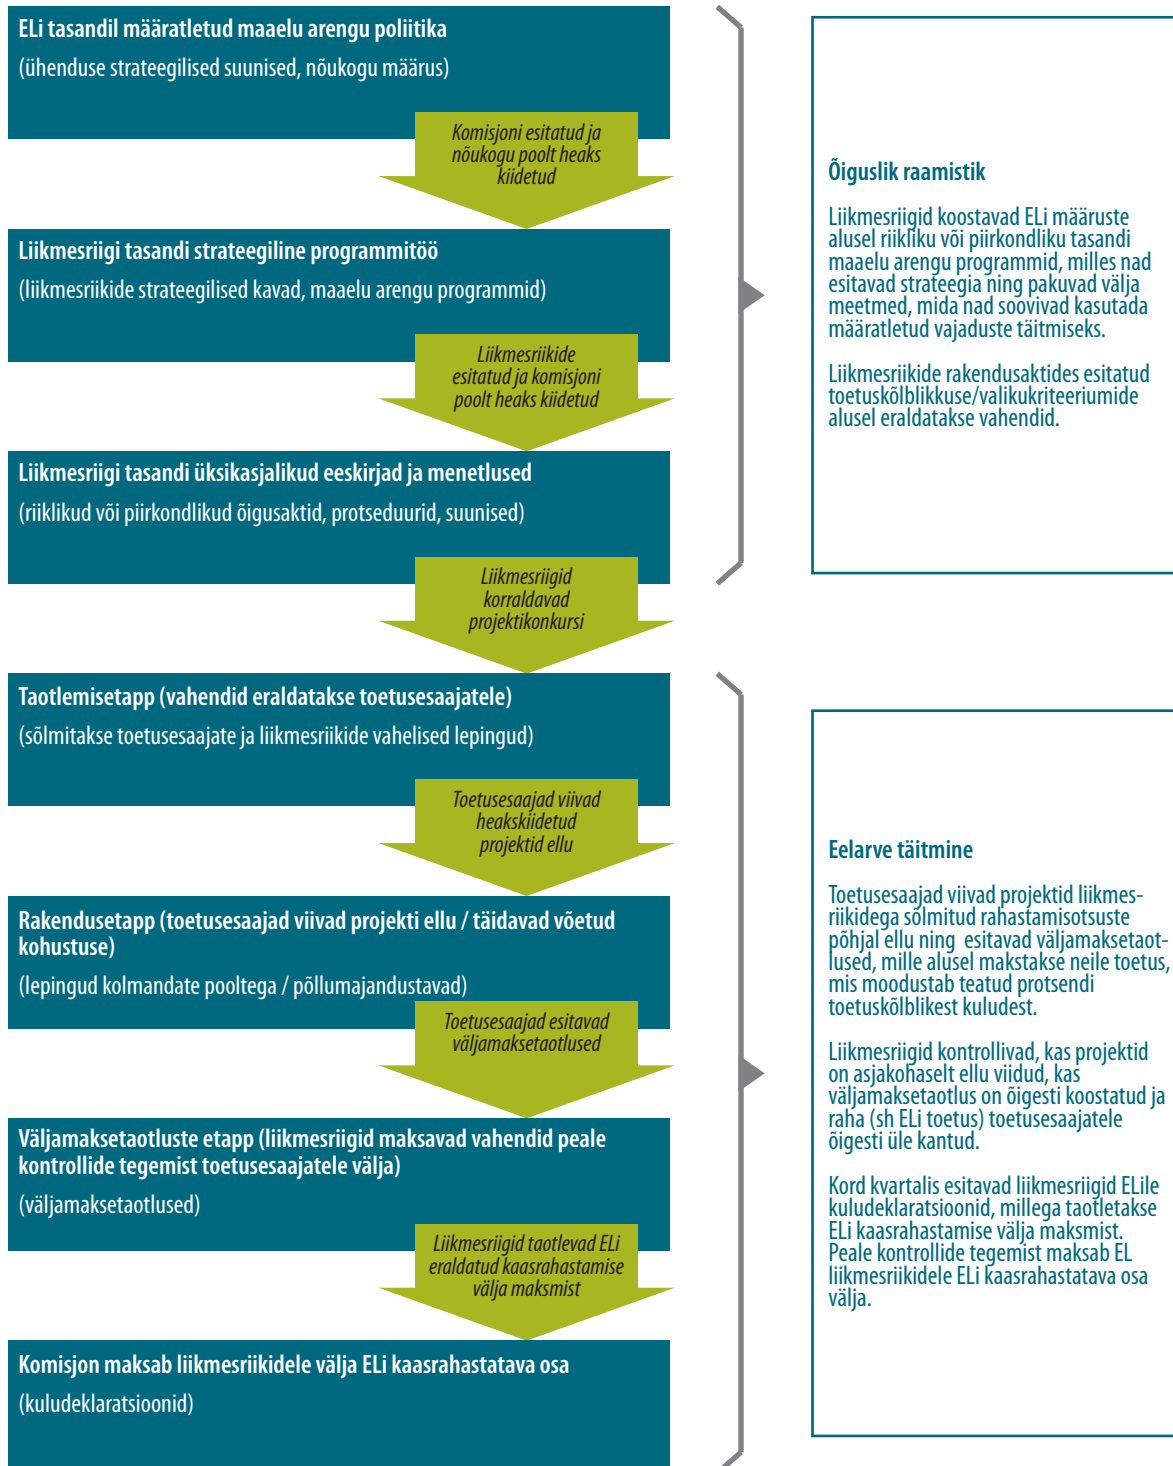 ELi tasandil määratletud maaelu arengu poliitika
(ühenduse strateegilised suunised, nõukogu määrus)
Komisjoni esitatud ja
nõukogu poolt heaks
kiidetud
Liikmesriigi tasandi strateegiline programmitöö
(liikmesriikide strateegilised kavad, maaelu arengu programmid)
Liikmesriikide
esitatud ja komisjoni
poolt heaks kiidetud
Liikmesriigi tasandi üksikasjalikud eeskirjad ja menetlused
(riiklikud või piirkondlikud õigusaktid, protseduurid, suunised)
Õiguslik raamistik
Liikmesriigid koostavad ELi määruste
alusel riikliku või piirkondliku tasandi
maaelu arengu programmid, milles nad
esitavad strateegia ning pakuvad välja
meetmed, mida nad soovivad kasutada
määratletud vajaduste täitmiseks.
Liikmesriikide rakendusaktides esitatud
toetuskõlblikkuse/valikukriteeriumide
alusel eraldatakse vahendid.
Liikmesriigid
korraldavad
projektikonkursi
Taotlemisetapp (vahendid eraldatakse toetusesaajatele)
(sõlmitakse toetusesaajate ja liikmesriikide vahelised lepingud)
Toetusesaajad viivad
heakskiidetud
projektid ellu
Rakendusetapp (toetusesaajad viivad projekti ellu / täidavad võetud
kohustuse)
(lepingud kolmandate pooltega / põllumajandustavad)
Toetusesaajad esitavad
väljamaksetaotlused
Väljamaksetaotluste etapp (liikmesriigid maksavad vahendid peale
kontrollide tegemist toetusesaajatele välja)
(väljamaksetaotlused)
Liikmesriigid taotlevad ELi
eraldatud kaasrahastamise
välja maksmist
Komisjon maksab liikmesriikidele välja ELi kaasrahastatava osa
(kuludeklaratsioonid)
Eelarve täitmine
Toetusesaajad viivad projektid liikmes-
riikidega sõlmitud rahastamisotsuste
põhjal ellu ning esitavad väljamaksetaot-
lused, mille alusel makstakse neile toetus,
mis moodustab teatud protsendi
toetuskõlblikest kuludest.
Liikmesriigid kontrollivad, kas projektid
on asjakohaselt ellu viidud, kas
väljamaksetaotlus on õigesti koostatud ja
raha (sh ELi toetus) toetusesaajatele
õigesti üle kantud.
Kord kvartalis esitavad liikmesriigid ELile
kuludeklaratsioonid, millega taotletakse
ELi kaasrahastamise välja maksmist.
Peale kontrollide tegemist maksab EL
liikmesriikidele ELi kaasrahastatava osa
välja.